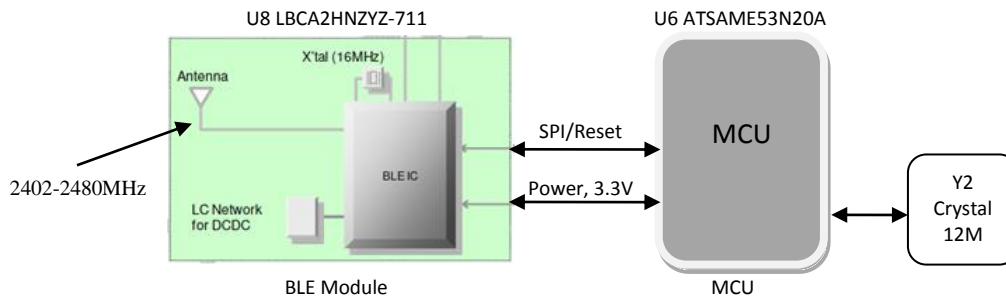 U8 LBCA2HNZYZ-711
U6 ATSAME53N20A
X'tal (16MHz)
Antenna
SPI/Reset
MCU
BLE IC
2402-2480MHz
Power, 3.3V
Y2
Crystal
12M
LC Network
for DCDC
BLE Module
MCU